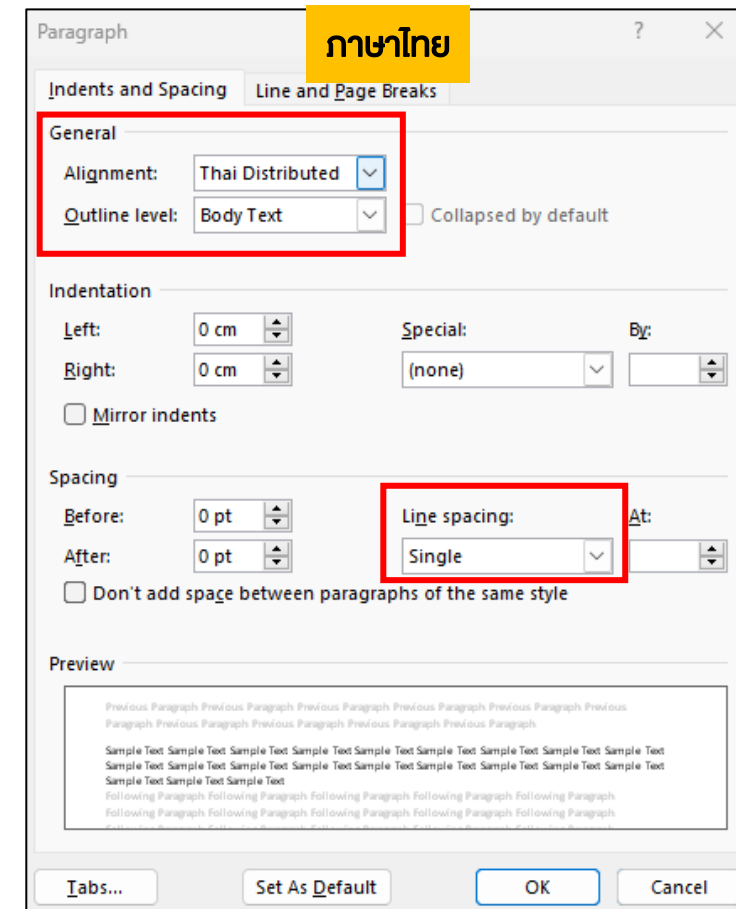 Paragraph ? ×
ภาษาไทย
Indents and Spacing Line and Page Breaks
General
Alignment: Thai Distributed
Outline level: Body Text Collapsed by default
Indentation
Left: 0 cm Special: By:
Right: 0 cm (none)
Mirror indents
Spacing
Before: 0 pt Line spacing: At:
After: 0 pt Single
Don't add space between paragraphs of the same style
Preview
Previous Paragraph Previous Paragraph Previous Paragraph Previous Paragraph Previous Paragraph Previous
Paragraph Previous Paragraph Previous Paragraph Previous Paragraph Previous Paragraph
Sample Text Sample Text Sample Text Sample Text Sample Text Sample Text Sample Text Sample Text Sample Text
Sample Text Sample Text Sample Text Sample Text Sample Text Sample Text Sample Text Sample Text Sample Text
Sample Text Sample Text Sample Text
Following Paragraph Following Paragraph Following Paragraph Following Paragraph Following Paragraph
Following Paragraph Following Paragraph Following Paragraph Following Paragraph Following Paragraph
Tabs... Set As Default OK Cancel